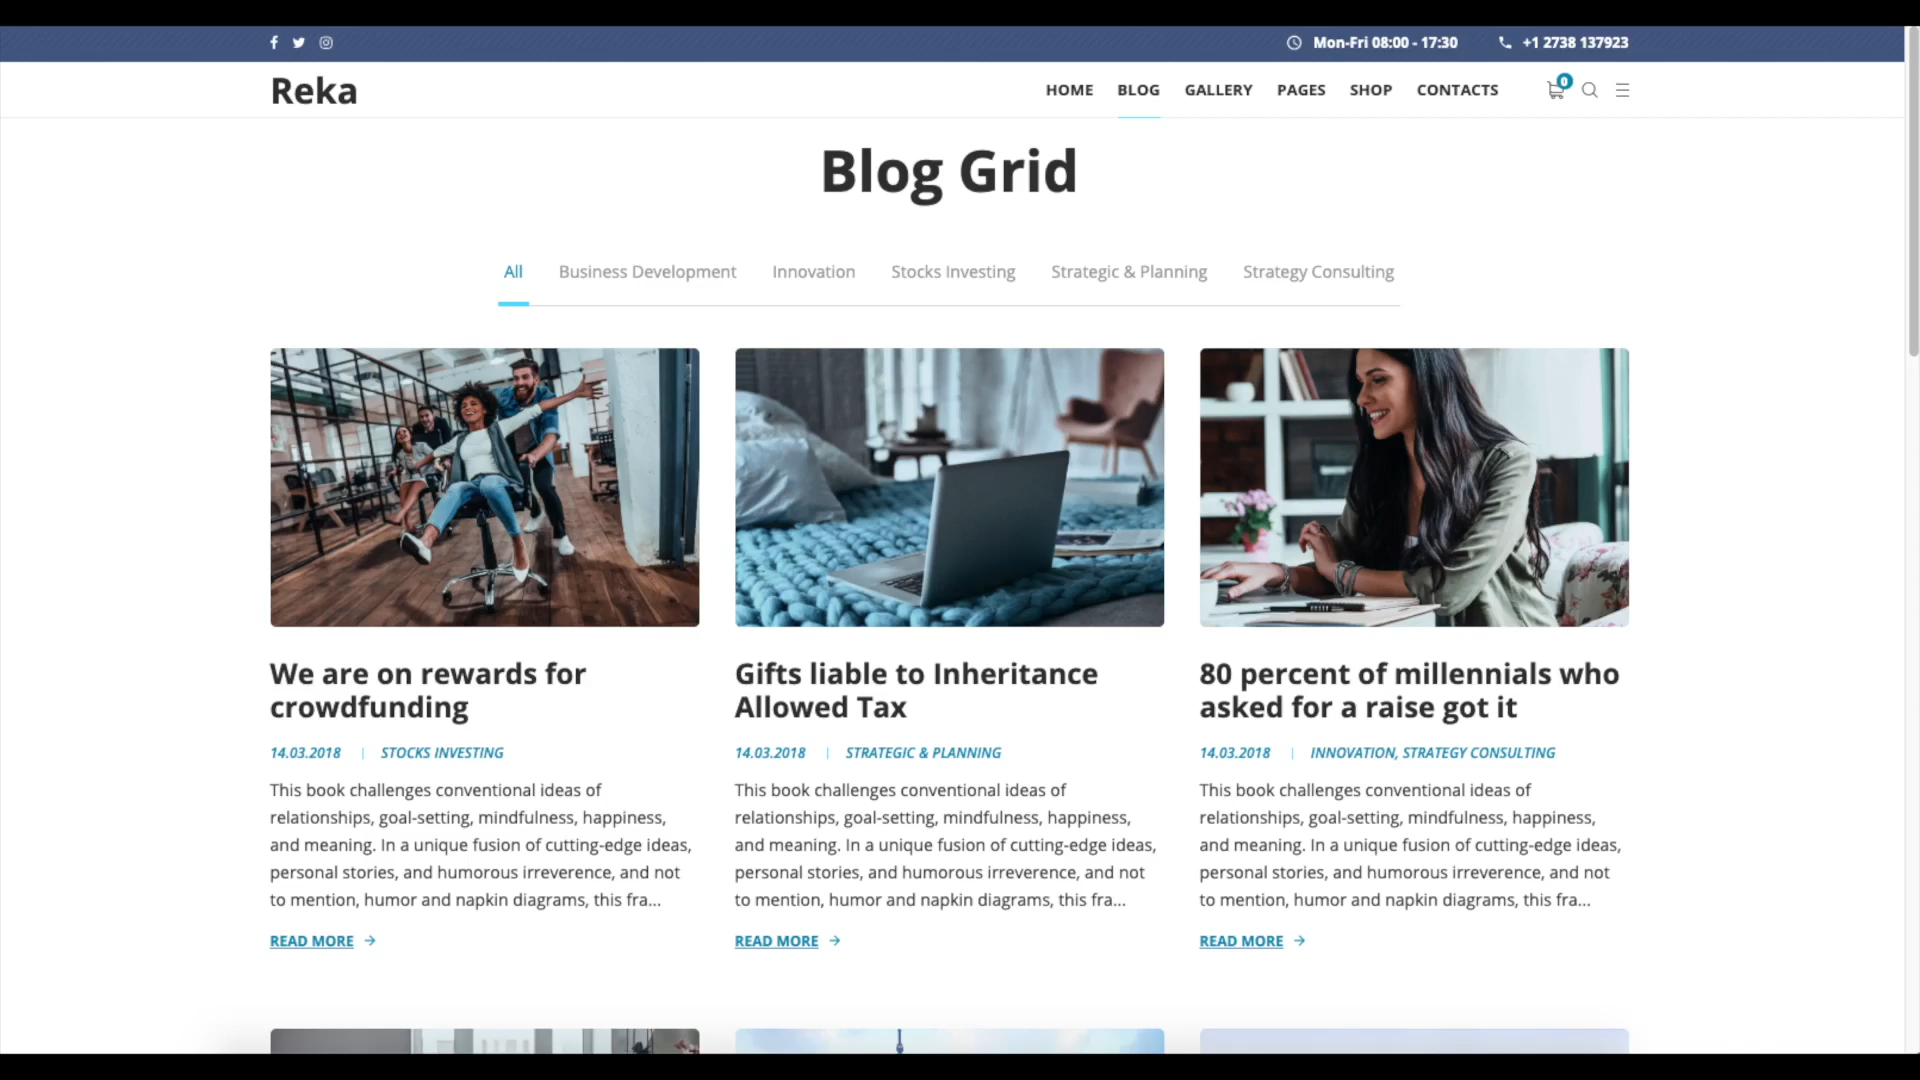 Mon-Fri 08:00 - 17:30 +1 2738 137923
Reka
HOME BLOG GALLERY PAGES SHOP CONTACTS 0
Blog Grid
All Business Development Innovation Stocks Investing Strategic & Planning Strategy Consulting
We are on rewards for
crowdfunding
14.03.2018 | STOCKS INVESTING
This book challenges conventional ideas of
relationships, goal-setting, mindfulness, happiness,
and meaning. In a unique fusion of cutting-edge ideas,
personal stories, and humorous irreverence, and not
to mention, humor and napkin diagrams, this fra...
READ MORE
Gifts liable to Inheritance
Allowed Tax
14.03.2018 | STRATEGIC & PLANNING
This book challenges conventional ideas of
relationships, goal-setting, mindfulness, happiness,
and meaning. In a unique fusion of cutting-edge ideas,
personal stories, and humorous irreverence, and not
to mention, humor and napkin diagrams, this fra...
READ MORE
80 percent of millennials who
asked for a raise got it
14.03.2018 | INNOVATION, STRATEGY CONSULTING
This book challenges conventional ideas of
relationships, goal-setting, mindfulness, happiness,
and meaning. In a unique fusion of cutting-edge ideas,
personal stories, and humorous irreverence, and not
to mention, humor and napkin diagrams, this fra...
READ MORE